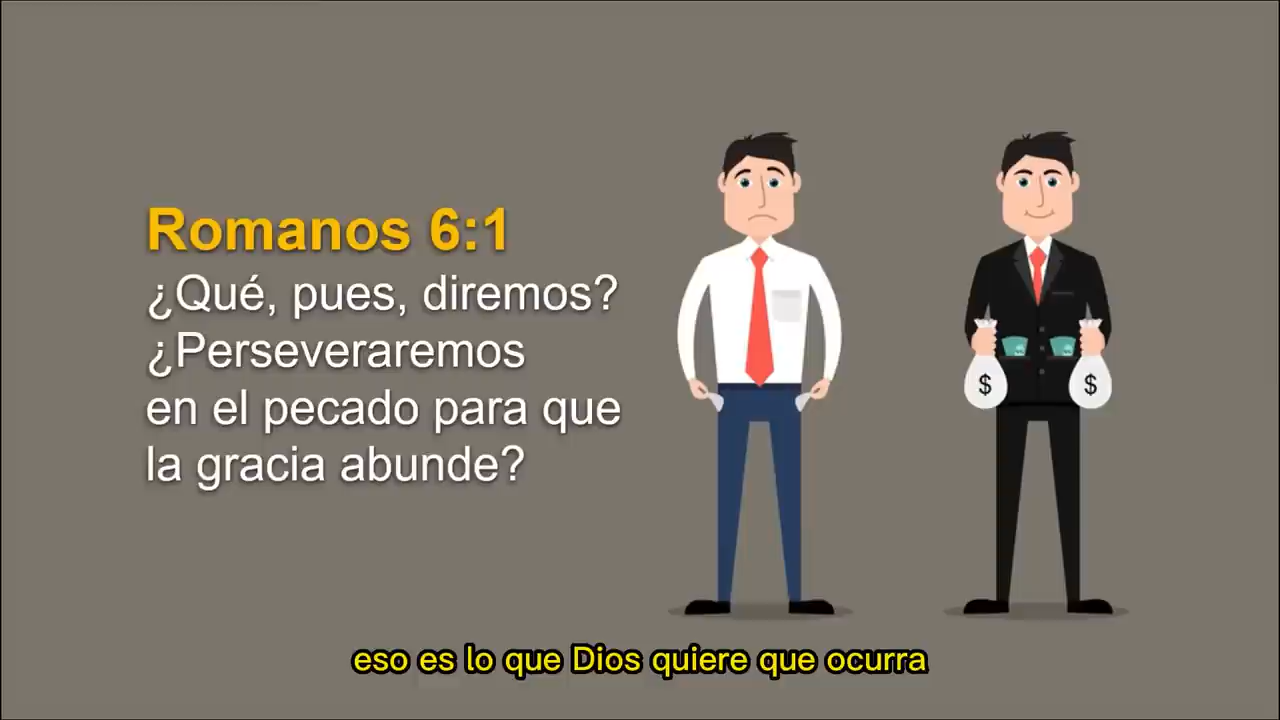 Romanos 6:1
¿Qué, pues, diremos?
¿Perseveraremos
en el pecado para que
la gracia abunde?
$ $
eso es lo que Dios quiere que ocurra